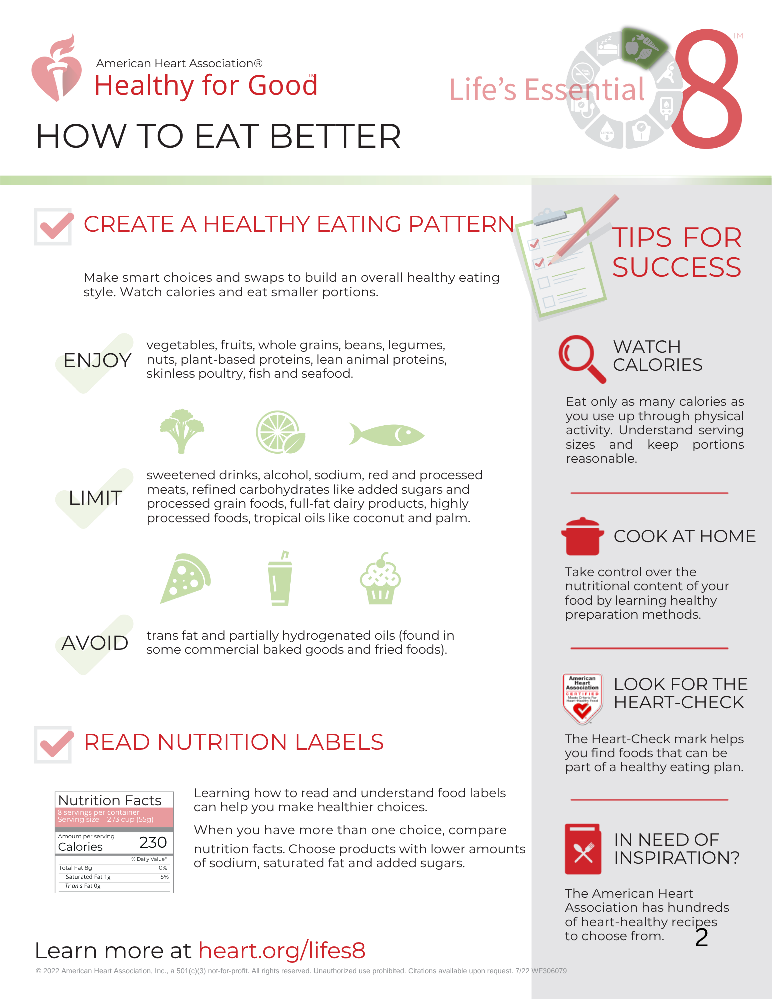 American Heart Association®
Healthy for Good™
Life's Essential 8™
zzz
LIPIDS
HOW TO EAT BETTER
CREATE A HEALTHY EATING PATTERN
Make smart choices and swaps to build an overall healthy eating
style. Watch calories and eat smaller portions.
ENJOY
vegetables, fruits, whole grains, beans, legumes,
nuts, plant-based proteins, lean animal proteins,
skinless poultry, fish and seafood.
LIMIT
sweetened drinks, alcohol, sodium, red and processed
meats, refined carbohydrates like added sugars and
processed grain foods, full-fat dairy products, highly
processed foods, tropical oils like coconut and palm.
AVOID
trans fat and partially hydrogenated oils (found in
some commercial baked goods and fried foods).
READ NUTRITION LABELS
Nutrition Facts
8 servings per container
Serving size 2/3 cup (55g)
Amount per serving
Calories 230
% Daily Value*
Total Fat 8g 10%
Saturated Fat 1g 5%
Tr an s Fat 0g
Learning how to read and understand food labels
can help you make healthier choices.
When you have more than one choice, compare
nutrition facts. Choose products with lower amounts
of sodium, saturated fat and added sugars.
TIPS FOR
SUCCESS
WATCH
CALORIES
Eat only as many calories as
you use up through physical
activity. Understand serving
sizes and keep portions
reasonable.
COOK AT HOME
Take control over the
nutritional content of your
food by learning healthy
preparation methods.
American
Heart
Association
CERTIFIED
Meets Criteria For
Heart-Healthy Food
LOOK FOR THE
HEART-CHECK
The Heart-Check mark helps
you find foods that can be
part of a healthy eating plan.
IN NEED OF
INSPIRATION?
The American Heart
Association has hundreds
of heart-healthy recipes
to choose from.
2
Learn more at heart.org/lifes8
© 2022 American Heart Association, Inc., a 501(c)(3) not-for-profit. All rights reserved. Unauthorized use prohibited. Citations available upon request. 7/22 WF306079